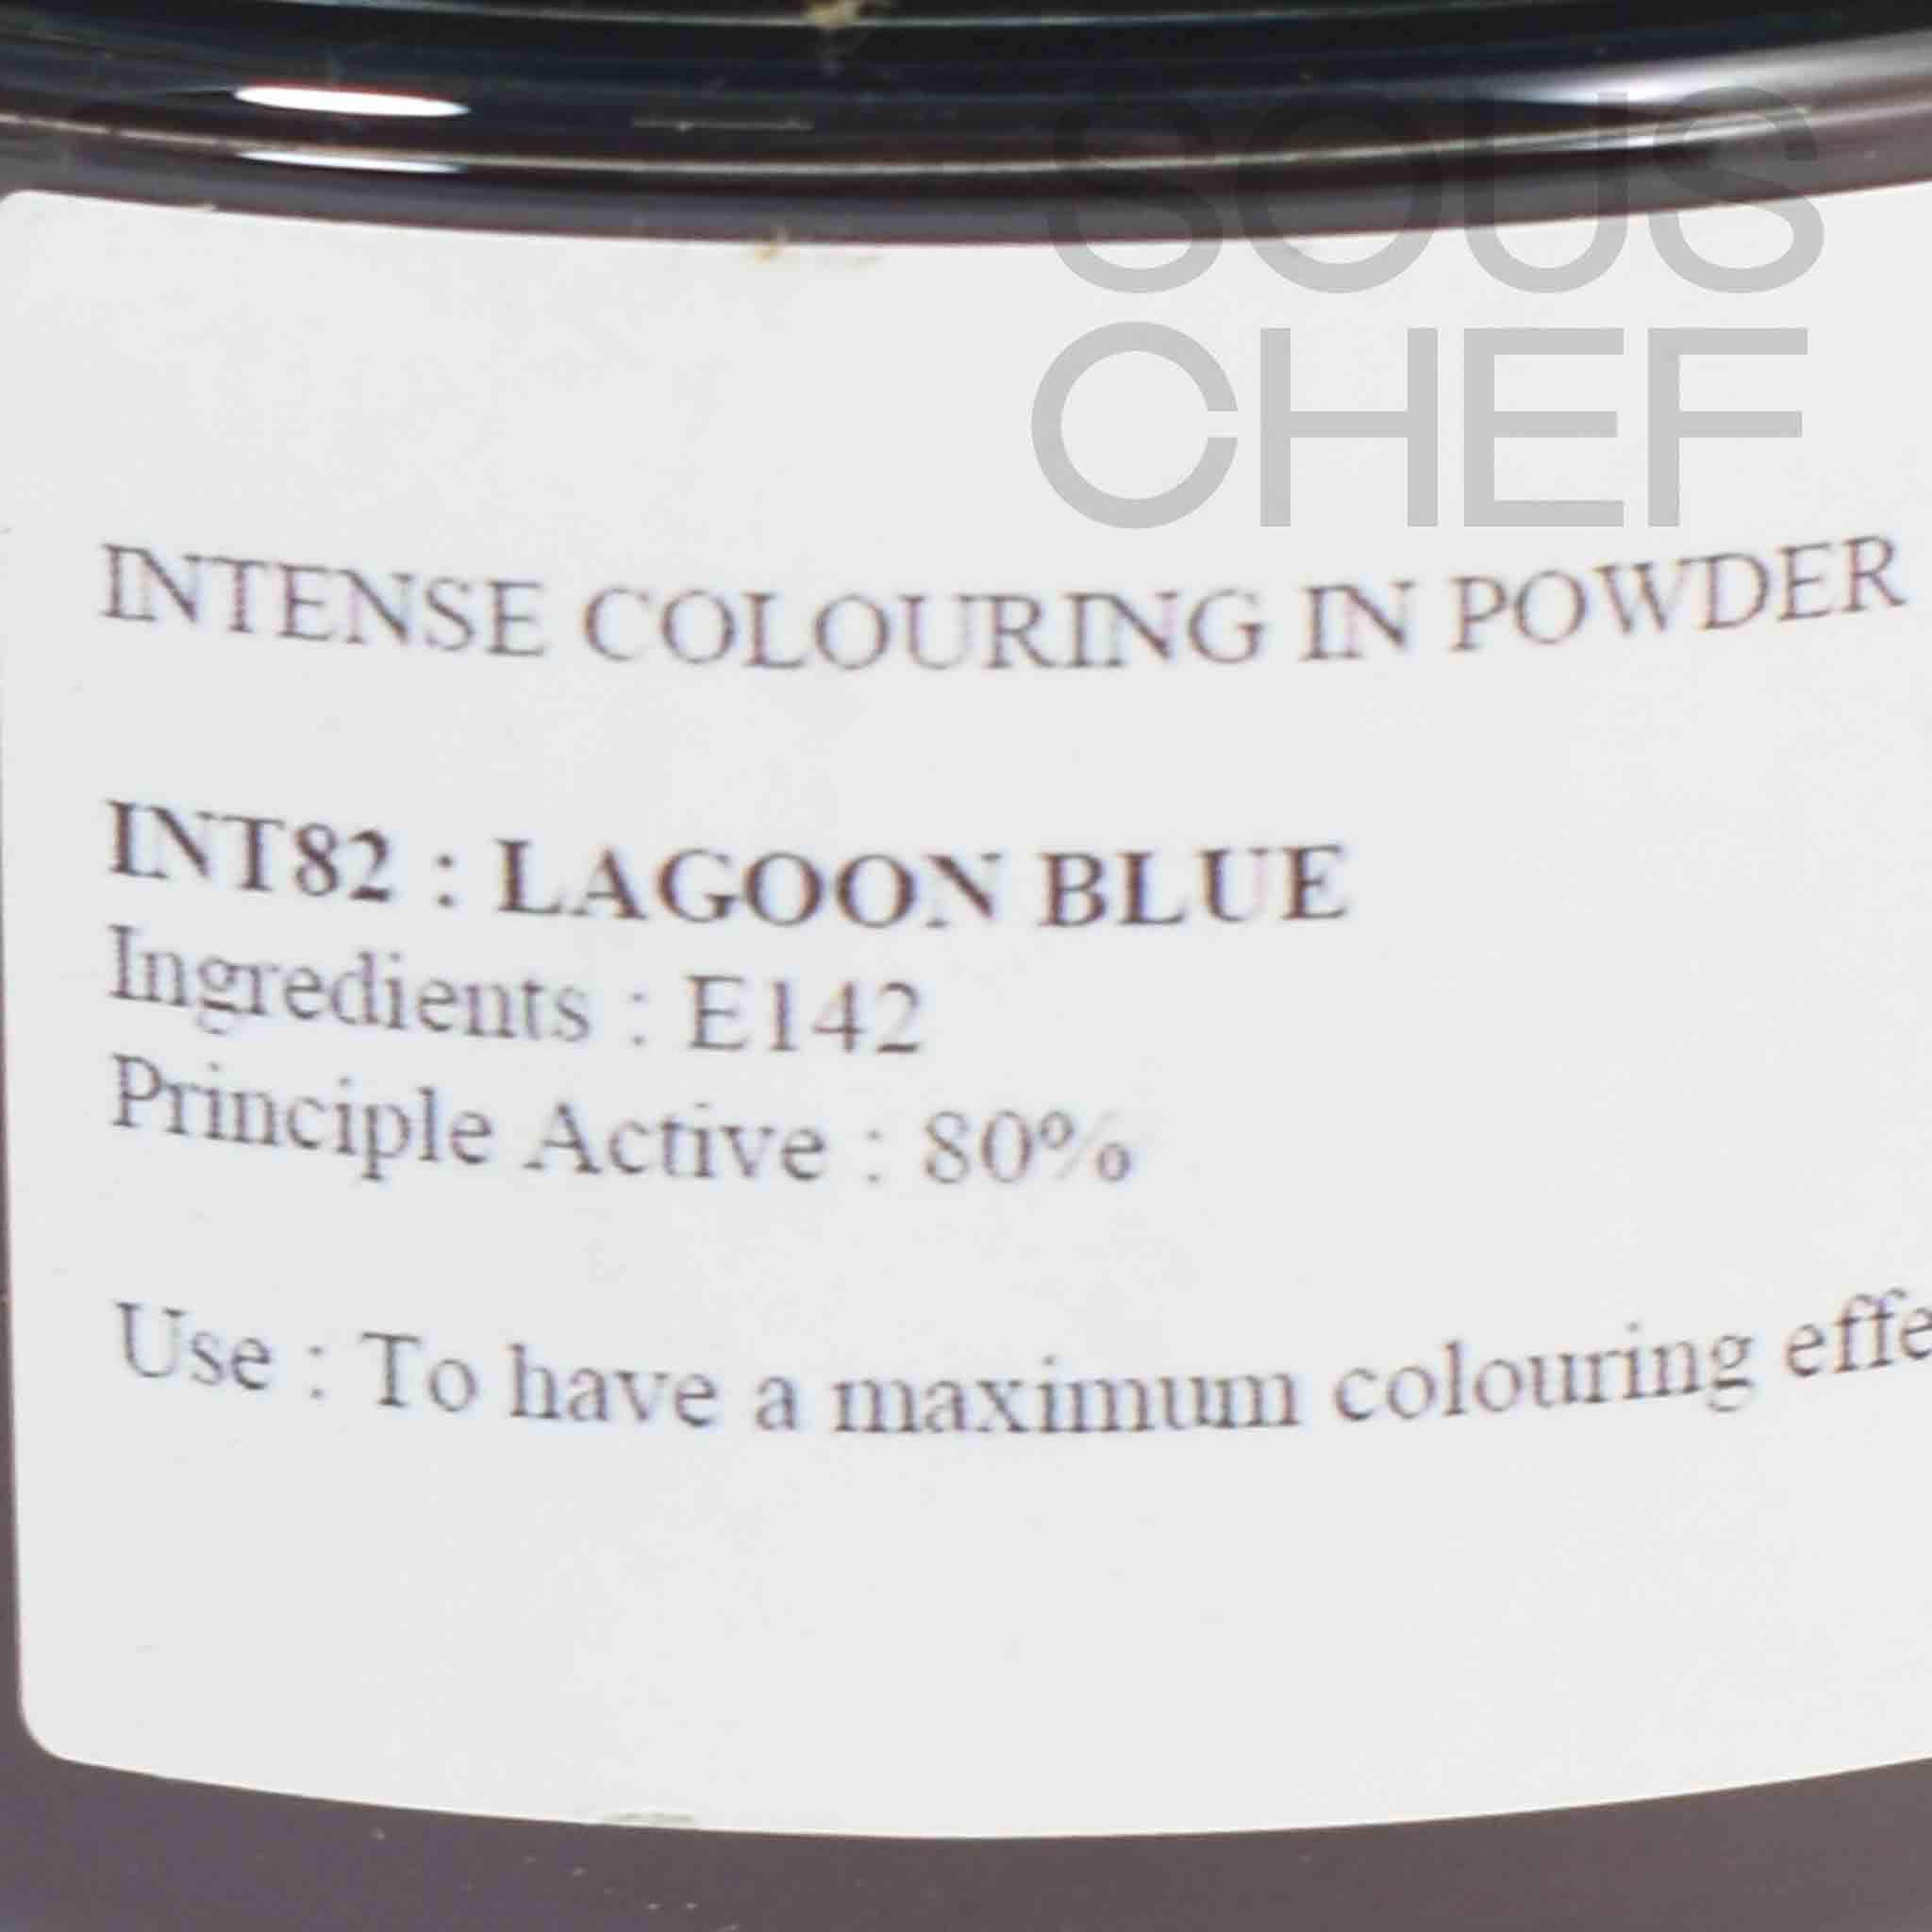 SOUS
CHEF
INTENSE COLOURING IN POWDER
INT82 : LAGOON BLUE
Ingredients : E142
Principle Active : 80%
Use : To have a maximum colouring effe